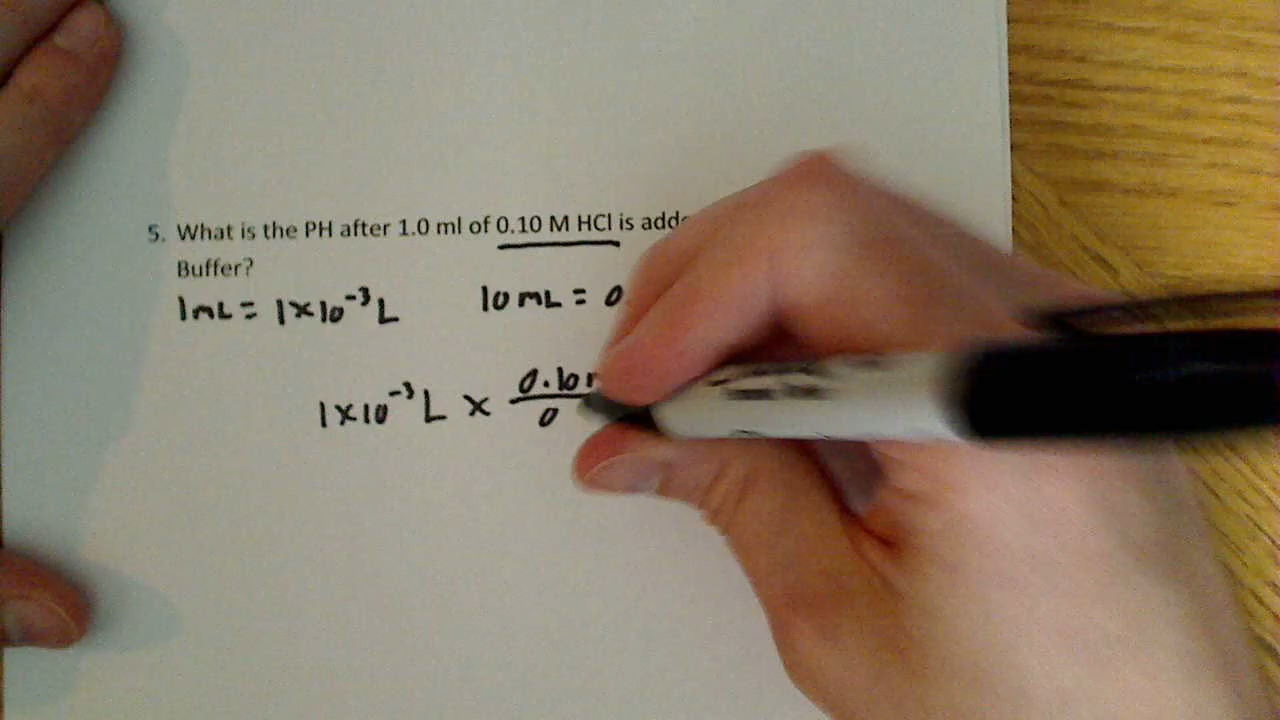 5. What is the PH after 1.0 ml of 0.10 M HCl is
Buffer?
1mL = 1x10⁻³L 10mL = 0
1x10⁻³L x 0.10
0